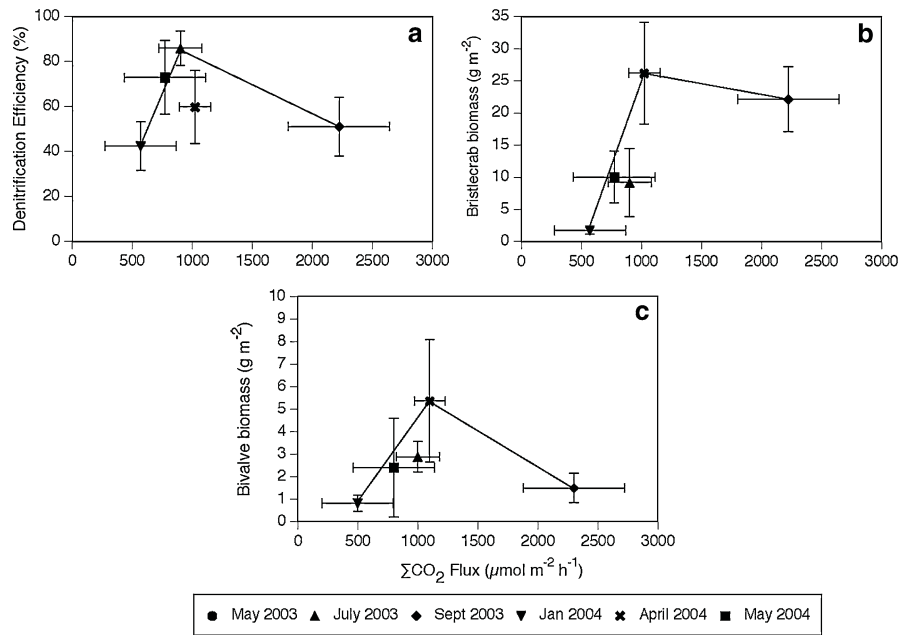 a
Denitrification Efficiency (%)
100
80
60
40
20
0
0 500 1000 1500 2000 2500 3000
b
Bristlecrab biomass (g m-2)
35
30
25
20
15
10
5
0
0 500 1000 1500 2000 2500 3000
c
Bivalve biomass (g m-2)
10
9
8
7
6
5
4
3
2
1
0
0 500 1000 1500 2000 2500 3000
∑CO2 Flux (µmol m-2 h-1)
May 2003 July 2003 Sept 2003 Jan 2004 April 2004 May 2004